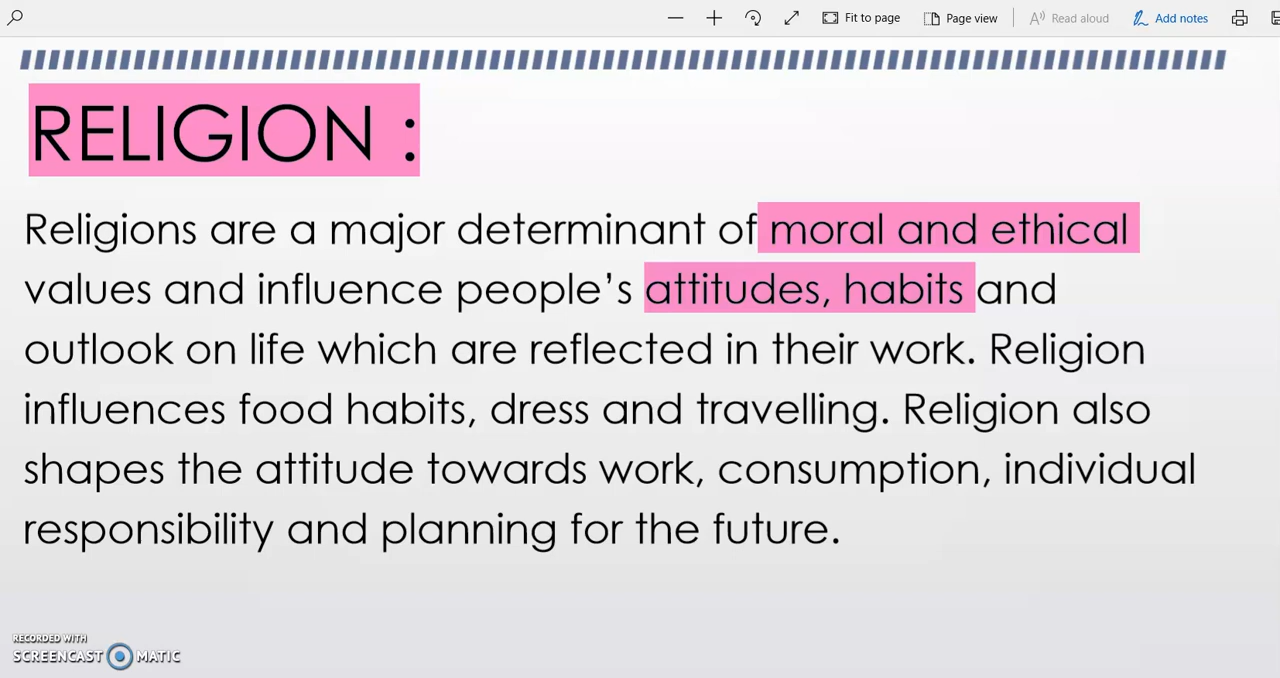 Fit to page Page view Read aloud Add notes
RELIGION :
Religions are a major determinant of moral and ethical
values and influence people’s attitudes, habits and
outlook on life which are reflected in their work. Religion
influences food habits, dress and travelling. Religion also
shapes the attitude towards work, consumption, individual
responsibility and planning for the future.
RECORDED WITH
SCREENCAST MATIC